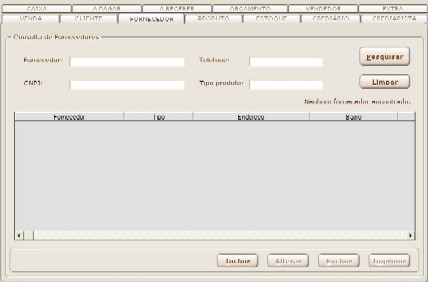 CAIXA A PAGAR A RECEBER ORÇAMENTO VENDEDOR EXTRA
VENDA CLIENTE FORNECEDOR PRODUTO ESTOQUE CREDIÁRIO CREDIARISTA
Consulta de Fornecedores
Fornecedor: Telefone: Pesquisar
CNPJ: Tipo produto: Limpar
Nenhum fornecedor encontrado.
Fornecedor Tipo Endereço Bairro
Incluir Alterar Excluir Imprimir